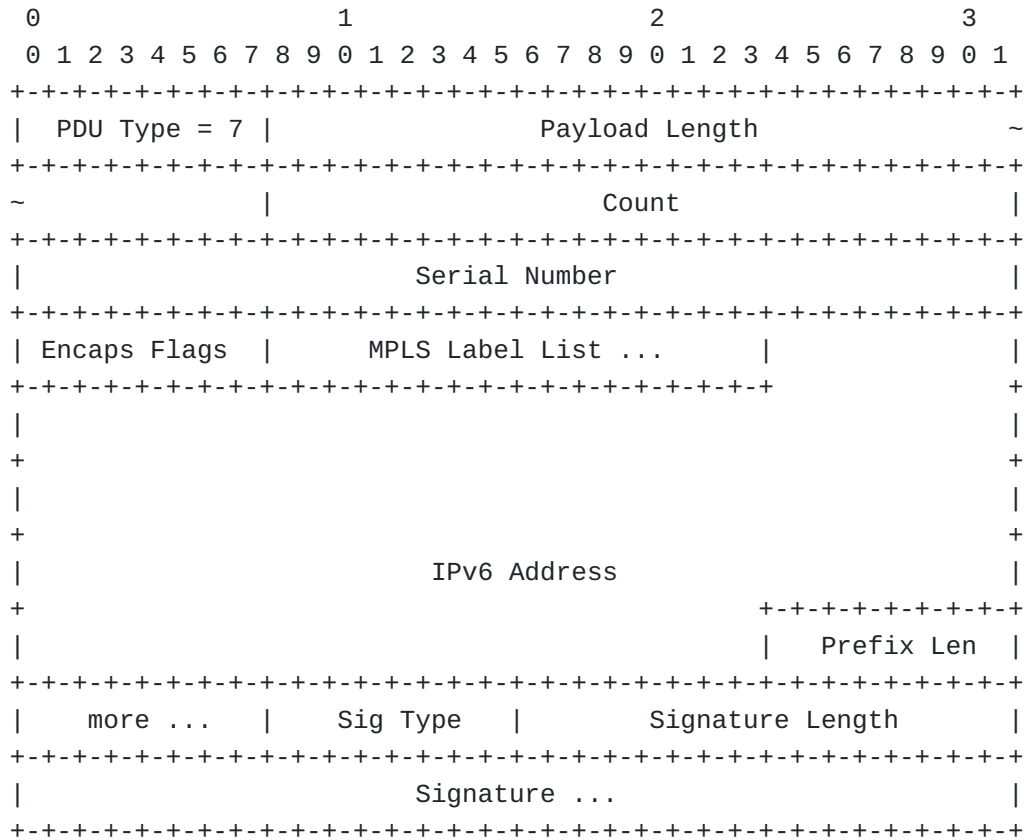 0                   1                   2                   3
 0 1 2 3 4 5 6 7 8 9 0 1 2 3 4 5 6 7 8 9 0 1 2 3 4 5 6 7 8 9 0 1
+-+-+-+-+-+-+-+-+-+-+-+-+-+-+-+-+-+-+-+-+-+-+-+-+-+-+-+-+-+-+-+-+
|  PDU Type = 7 |                 Payload Length                ~
+-+-+-+-+-+-+-+-+-+-+-+-+-+-+-+-+-+-+-+-+-+-+-+-+-+-+-+-+-+-+-+-+
~               |                     Count                     |
+-+-+-+-+-+-+-+-+-+-+-+-+-+-+-+-+-+-+-+-+-+-+-+-+-+-+-+-+-+-+-+-+
|                         Serial Number                         |
+-+-+-+-+-+-+-+-+-+-+-+-+-+-+-+-+-+-+-+-+-+-+-+-+-+-+-+-+-+-+-+-+
| Encaps Flags  |      MPLS Label List ...      |               |
+-+-+-+-+-+-+-+-+-+-+-+-+-+-+-+-+-+-+-+-+-+-+-+-+               +
|                                                               |
+                                                               +
|                                                               |
+                                                               +
|                          IPv6 Address                         |
+                                               +-+-+-+-+-+-+-+-+
|                                               |   Prefix Len  |
+-+-+-+-+-+-+-+-+-+-+-+-+-+-+-+-+-+-+-+-+-+-+-+-+-+-+-+-+-+-+-+-+
|    more ...   |    Sig Type   |        Signature Length       |
+-+-+-+-+-+-+-+-+-+-+-+-+-+-+-+-+-+-+-+-+-+-+-+-+-+-+-+-+-+-+-+-+
|                         Signature ...                         |
+-+-+-+-+-+-+-+-+-+-+-+-+-+-+-+-+-+-+-+-+-+-+-+-+-+-+-+-+-+-+-+-+